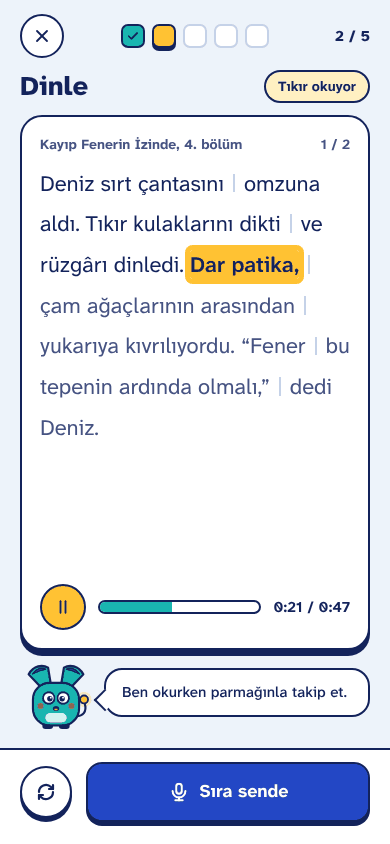 2 / 5
Dinle
Tıkır okuyor
Kayıp Fenerin İzinde, 4. bölüm
1 / 2
Deniz sırt çantasını | omzuna
aldı. Tıkır kulaklarını dikti | ve
rüzgârı dinledi. Dar patika, |
çam ağaçlarının arasından |
yukarıya kıvrılıyordu. “Fener | bu
tepenin ardında olmalı,” | dedi
Deniz.
0:21 / 0:47
Ben okurken parmağınla takip et.
Sıra sende